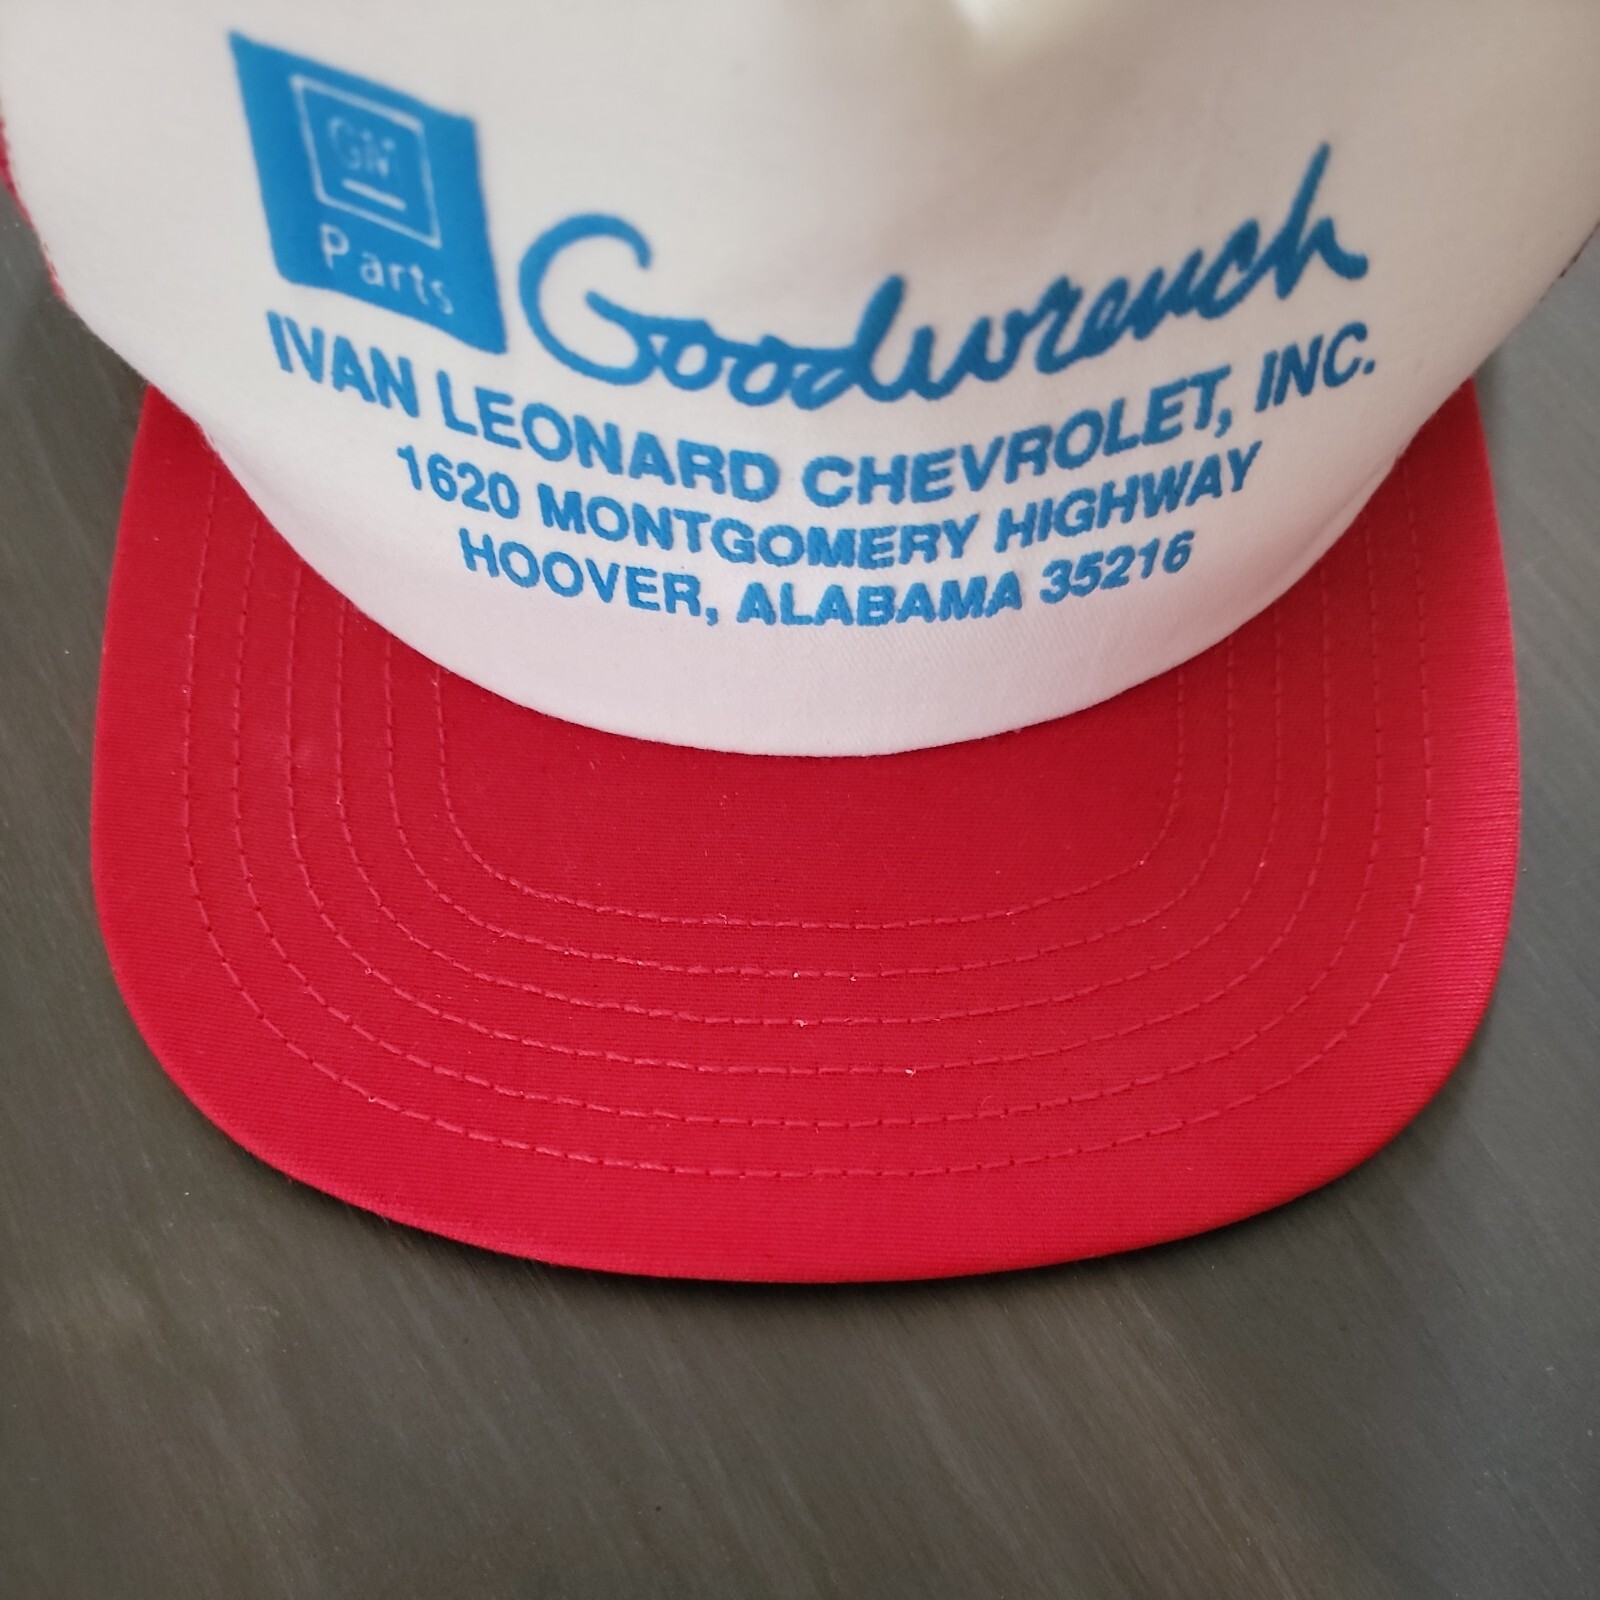 GM
Parts
Goodwrench
IVAN LEONARD CHEVROLET, INC.
1620 MONTGOMERY HIGHWAY
HOOVER, ALABAMA 35216